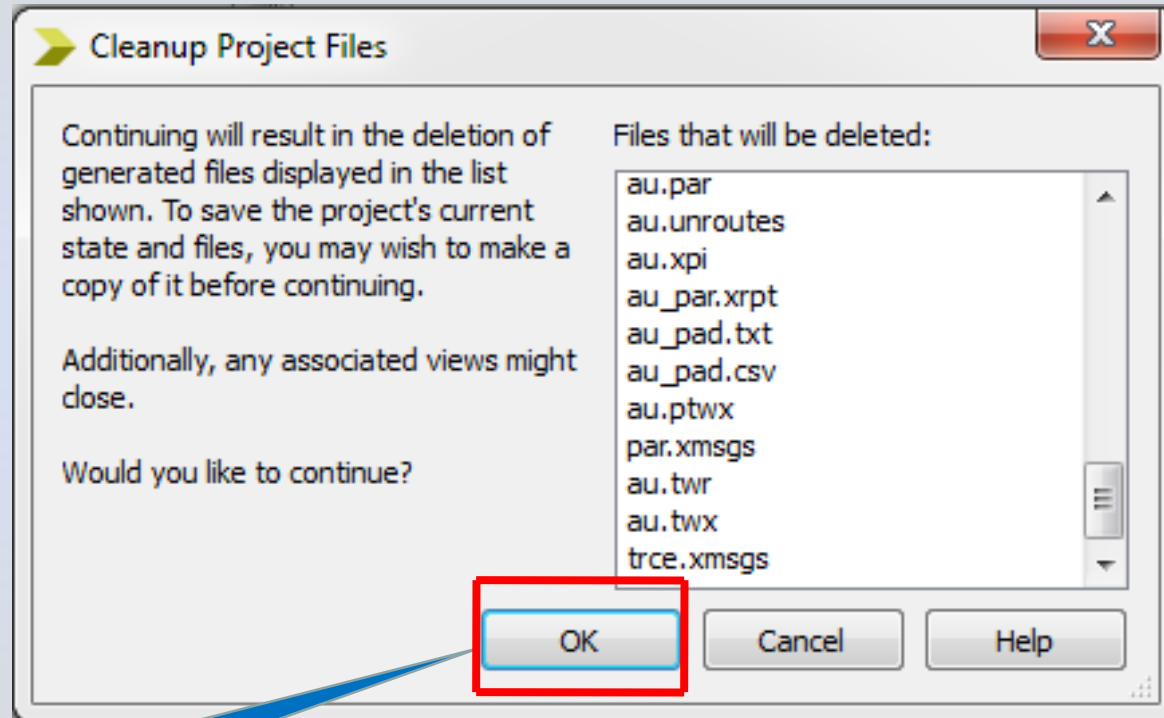 Cleanup Project Files
Continuing will result in the deletion of
generated files displayed in the list
shown. To save the project's current
state and files, you may wish to make a
copy of it before continuing.
Additionally, any associated views might
close.
Would you like to continue?
Files that will be deleted:
au.par
au.unroutes
au.xpi
au_par.xrpt
au_pad.txt
au_pad.csv
au.ptwx
par.xmsgs
au.twr
au.twx
trce.xmsgs
OK
Cancel
Help